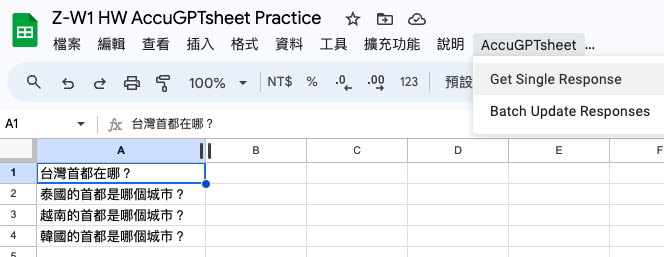 Z-W1 HW AccuGPTsheet Practice
檔案 編輯 查看 插入 格式 資料 工具 擴充功能 說明 AccuGPTsheet ...
100% NT$ % .0 .00 123 預設
Get Single Response
Batch Update Responses
A1 fx 台灣首都在哪？
A B C D E F
1 台灣首都在哪？
2 泰國的首都是哪個城市？
3 越南的首都是哪個城市？
4 韓國的首都是哪個城市？
5